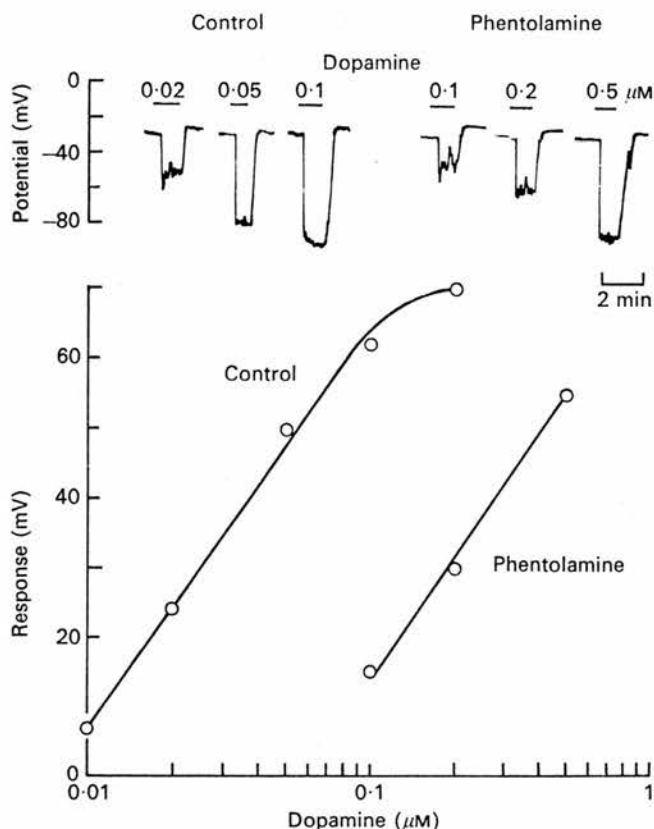 Control Phentolamine
Dopamine
0·02 0·05 0·1 0·1 0·2 0·5 μM
0
−40
−80
Potential (mV)
2 min
60
40
20
0
Response (mV)
Control
Phentolamine
0·01 0·1 1
Dopamine (μM)